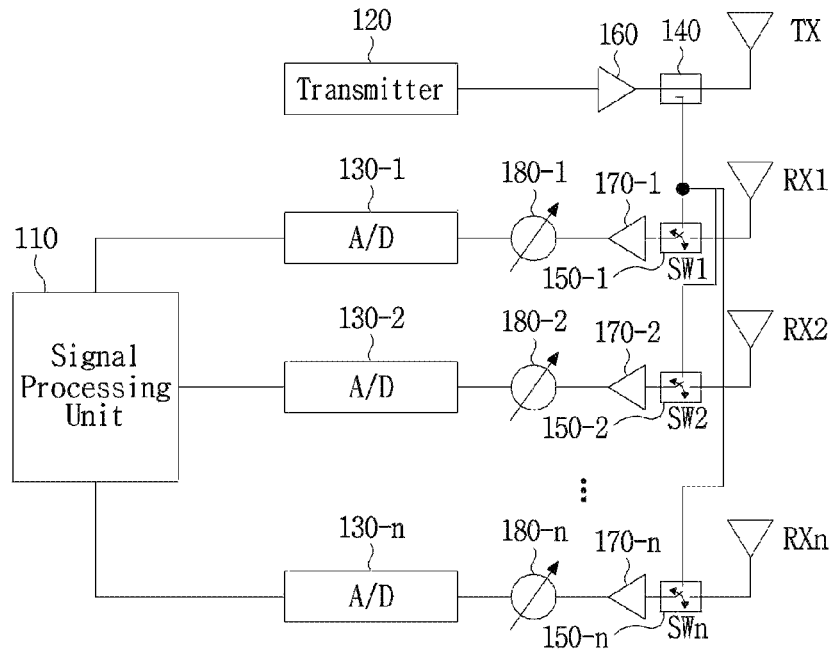 120
160
140
TX
Transmitter
130-1
180-1
170-1
RX1
110
A/D
150-1
SW1
130-2
180-2
170-2
RX2
Signal
Processing
Unit
A/D
150-2
SW2
...
130-n
180-n
170-n
RXn
A/D
150-n
SWn